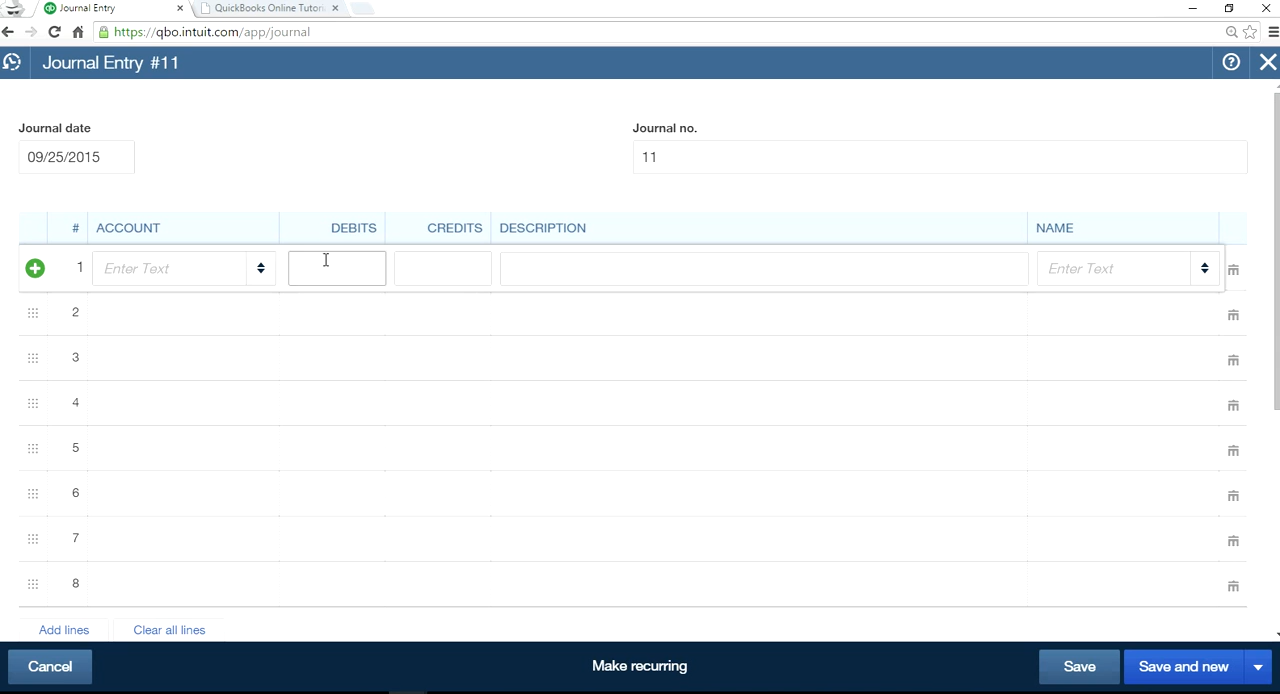 Journal Entry
QuickBooks Online Tutori
https://qbo.intuit.com/app/journal
Journal Entry #11
Journal date
Journal no.
09/25/2015
11
# ACCOUNT DEBITS CREDITS DESCRIPTION NAME
1 Enter Text Enter Text
2
3
4
5
6
7
8
Add lines Clear all lines
Cancel Make recurring Save Save and new